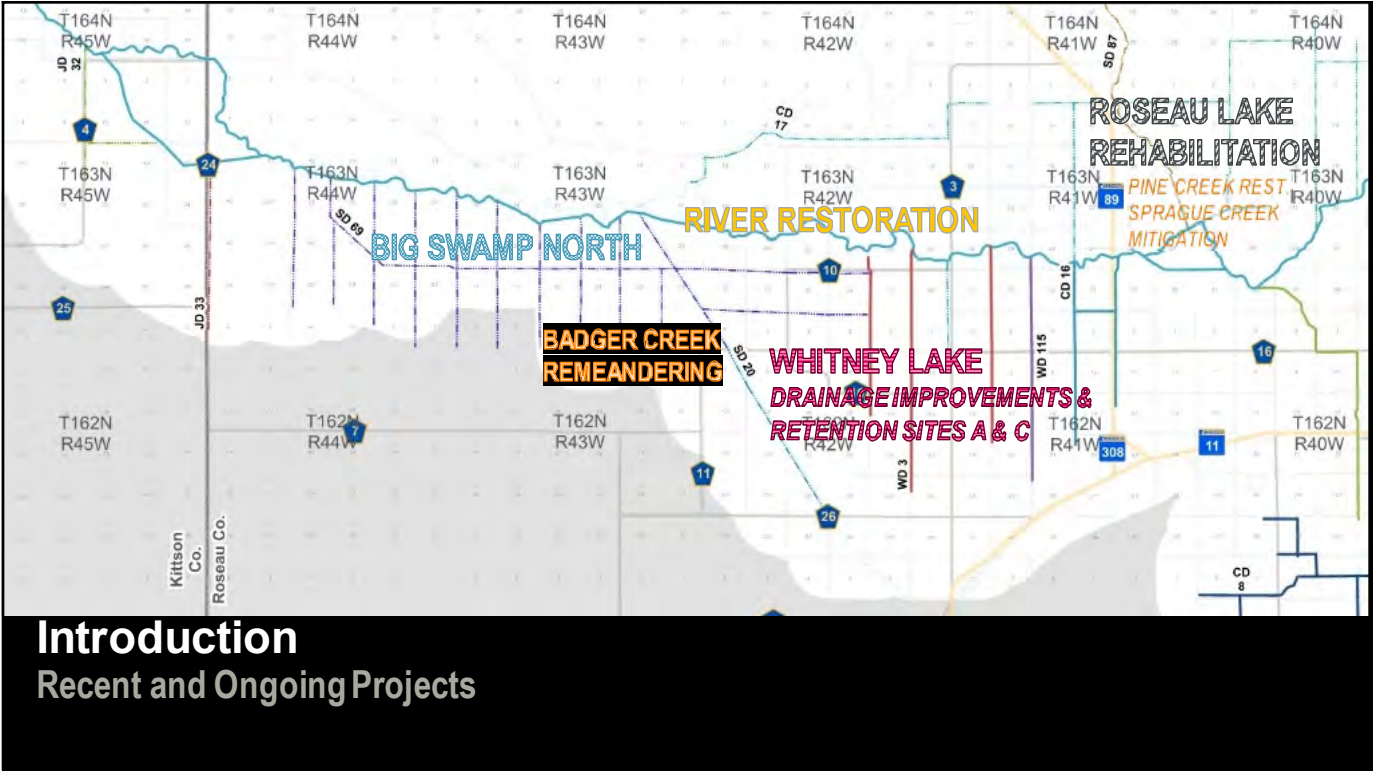 T164N
R45W
T164N
R44W
T164N
R43W
T164N
R42W
T164N
R41W
T164N
R40W
JD
32
SD 87
CD
17
ROSEAU LAKE
REHABILITATION
4
24
T163N
R45W
T163N
R44W
T163N
R43W
T163N
R42W
3
T163N
R41W
89
T163N
R40W
PINE CREEK REST.
SPRAGUE CREEK
MITIGATION
SD 69
BIG SWAMP NORTH
RIVER RESTORATION
10
CD 16
25
JD 33
BADGER CREEK
REMEANDERING
SD 20
WHITNEY LAKE
DRAINAGE IMPROVEMENTS &
RETENTION SITES A & C
WD 115
16
T162N
R45W
T162N
R44W
7
T162N
R43W
T162N
R42W
T162N
R41W
308
11
T162N
R40W
11
WD 3
26
Kittson
Co.
Roseau Co.
CD
8
Introduction
Recent and Ongoing Projects